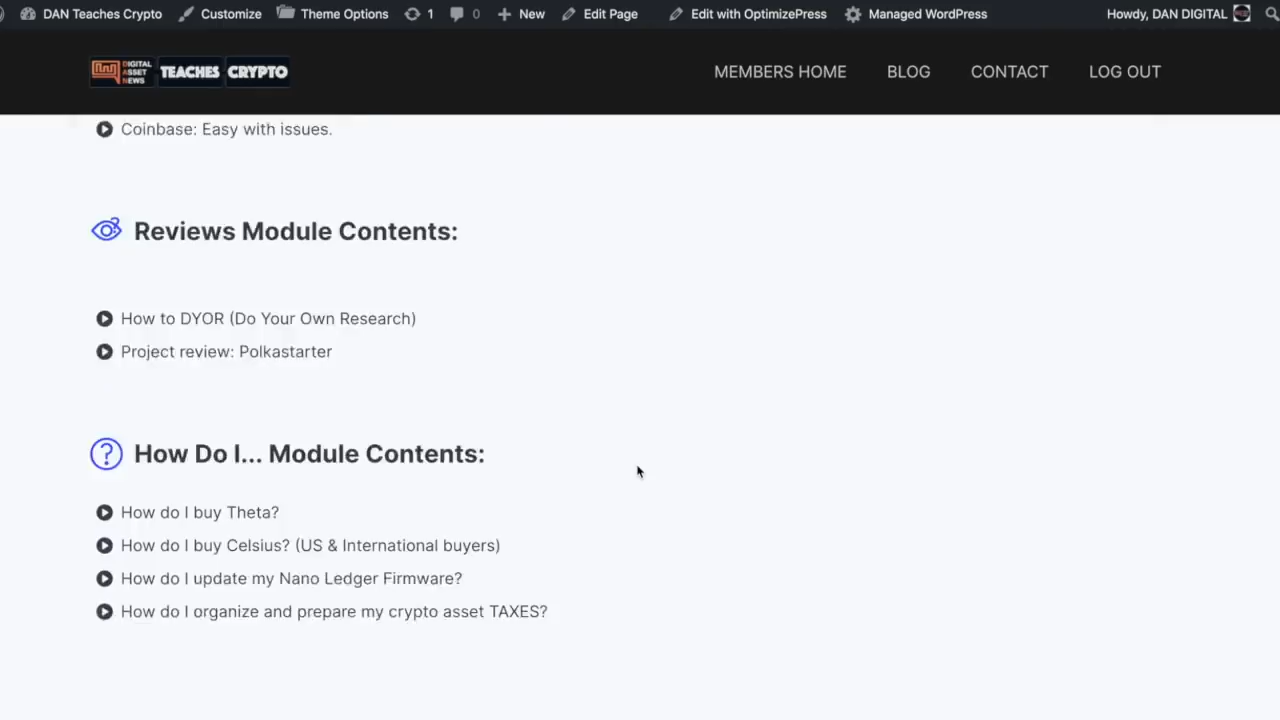 DAN Teaches Crypto Customize Theme Options 1 0 New Edit Page Edit with OptimizePress Managed WordPress Howdy, DAN DIGITAL
DIGITAL ASSET NEWS TEACHES CRYPTO MEMBERS HOME BLOG CONTACT LOG OUT
Coinbase: Easy with issues.
Reviews Module Contents:
How to DYOR (Do Your Own Research)
Project review: Polkastarter
How Do I... Module Contents:
How do I buy Theta?
How do I buy Celsius? (US & International buyers)
How do I update my Nano Ledger Firmware?
How do I organize and prepare my crypto asset TAXES?